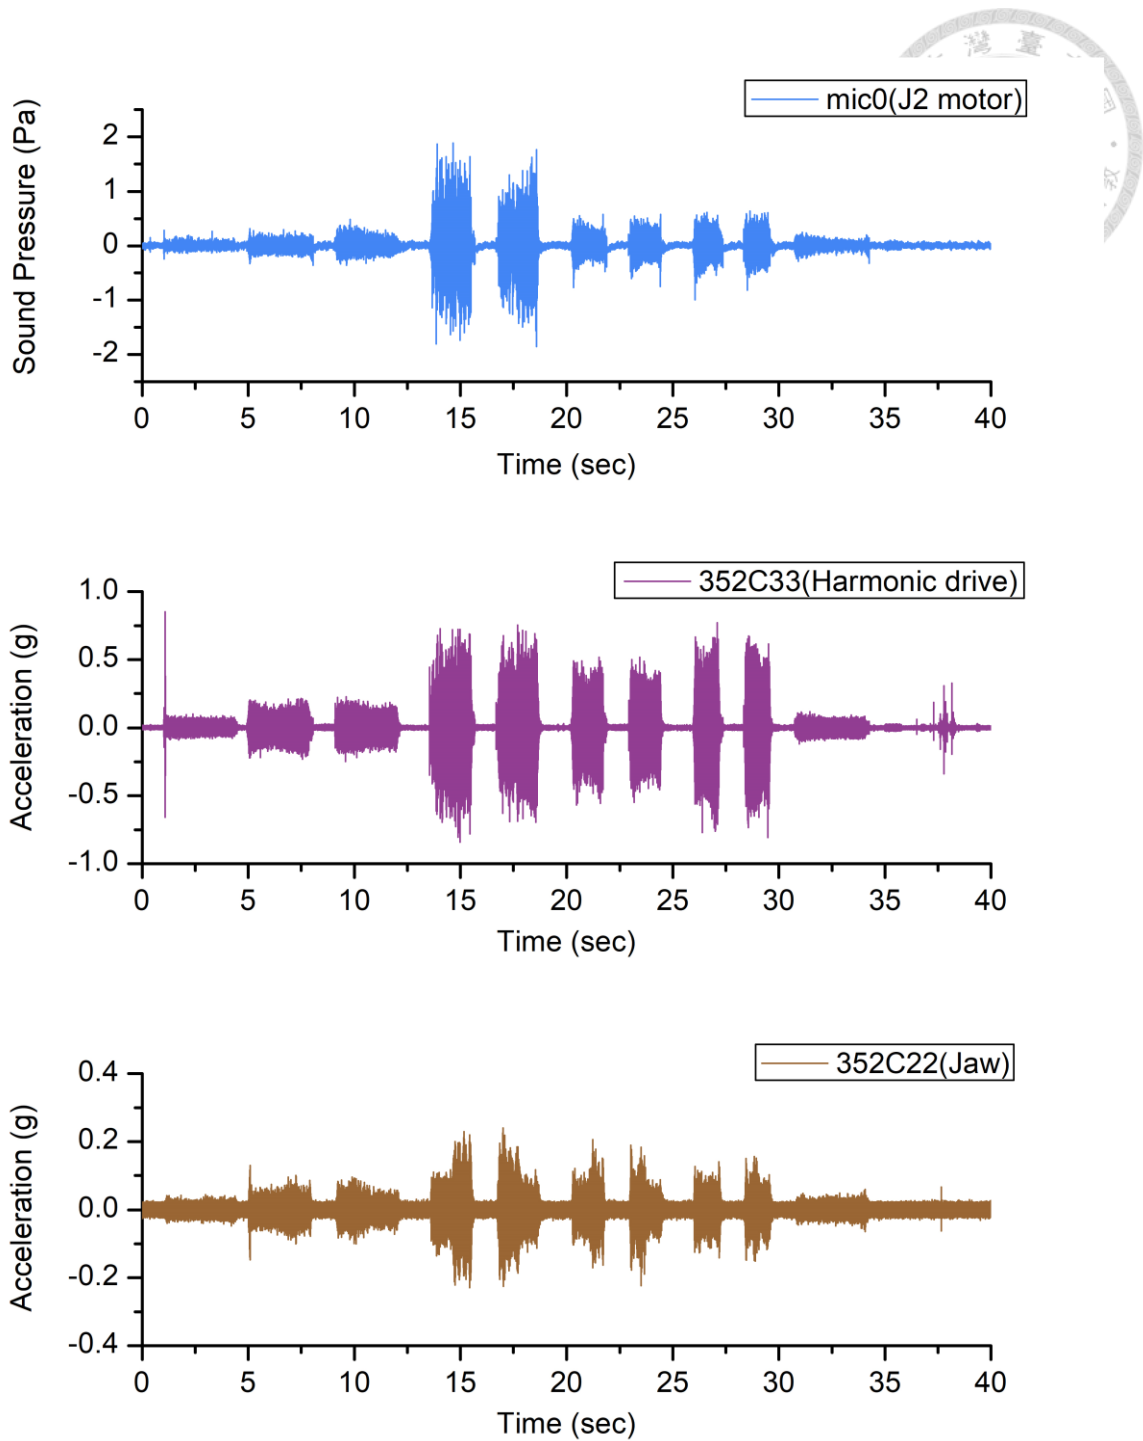 灣 臺
mic0(J2 motor)
Sound Pressure (Pa)
2
1
0
-1
-2
0 5 10 15 20 25 30 35 40
Time (sec)
352C33(Harmonic drive)
Acceleration (g)
1.0
0.5
0.0
-0.5
-1.0
0 5 10 15 20 25 30 35 40
Time (sec)
352C22(Jaw)
Acceleration (g)
0.4
0.2
0.0
-0.2
-0.4
0 5 10 15 20 25 30 35 40
Time (sec)